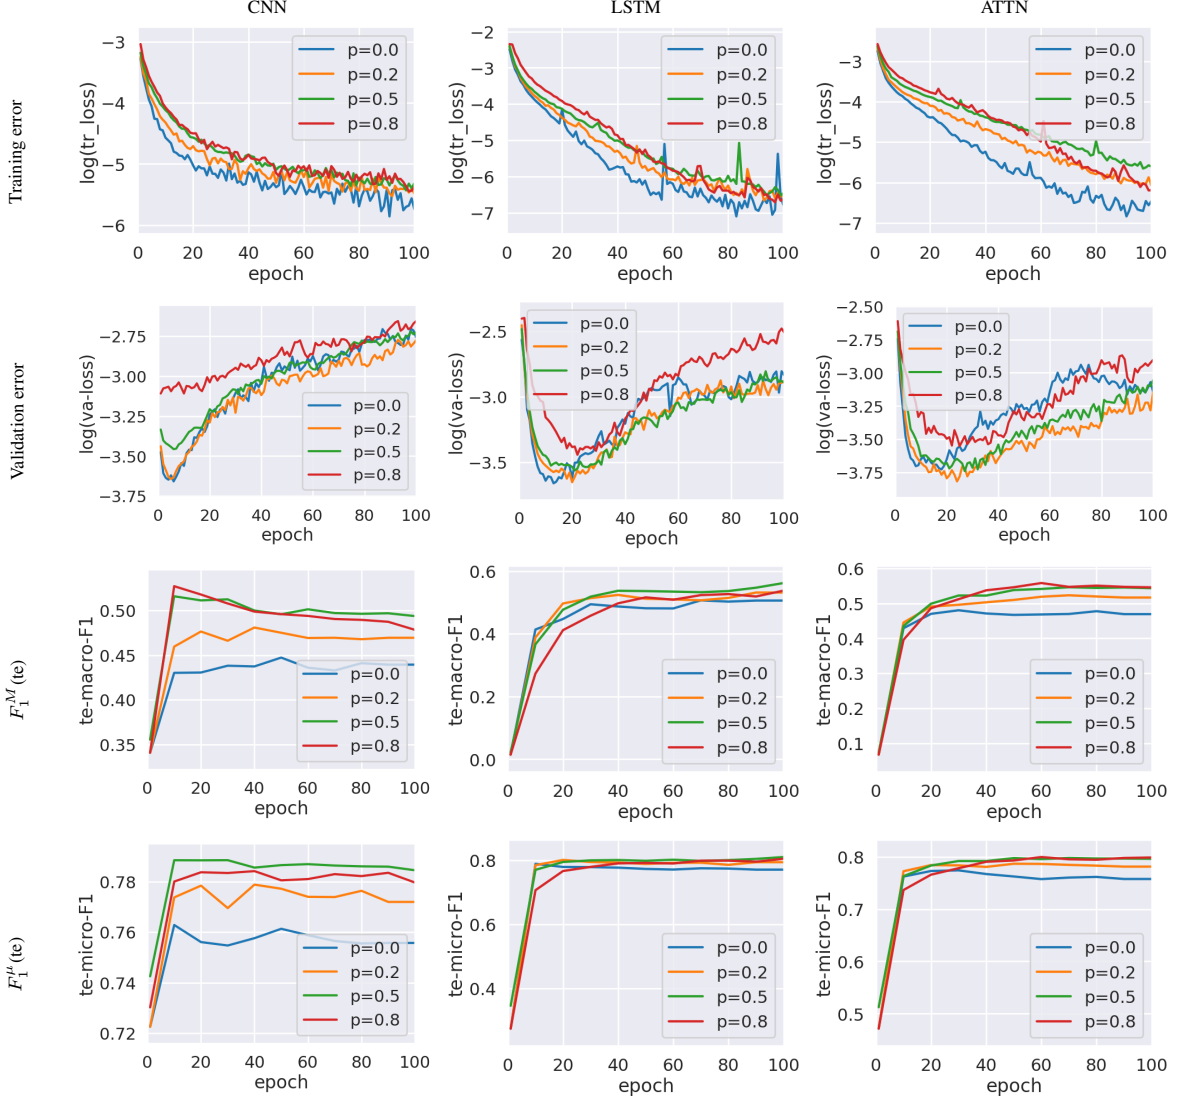 CNN LSTM ATTN
Training error
log(tr_loss)
−3
−4
−5
−6
p=0.0
p=0.2
p=0.5
p=0.8
0 20 40 60 80 100
epoch
log(tr_loss)
−2
−3
−4
−5
−6
−7
p=0.0
p=0.2
p=0.5
p=0.8
0 20 40 60 80 100
epoch
log(tr_loss)
−3
−4
−5
−6
−7
p=0.0
p=0.2
p=0.5
p=0.8
0 20 40 60 80 100
epoch
Validation error
log(va-loss)
−2.75
−3.00
−3.25
−3.50
−3.75
p=0.0
p=0.2
p=0.5
p=0.8
0 20 40 60 80 100
epoch
log(va-loss)
−2.5
−3.0
−3.5
p=0.0
p=0.2
p=0.5
p=0.8
0 20 40 60 80 100
epoch
log(va-loss)
−2.50
−2.75
−3.00
−3.25
−3.50
−3.75
p=0.0
p=0.2
p=0.5
p=0.8
0 20 40 60 80 100
epoch
F₁ᴹ (te)
te-macro-F1
0.50
0.45
0.40
0.35
p=0.0
p=0.2
p=0.5
p=0.8
0 20 40 60 80 100
epoch
te-macro-F1
0.6
0.4
0.2
0.0
p=0.0
p=0.2
p=0.5
p=0.8
0 20 40 60 80 100
epoch
te-macro-F1
0.6
0.5
0.4
0.3
0.2
0.1
p=0.0
p=0.2
p=0.5
p=0.8
0 20 40 60 80 100
epoch
F₁ᵘ (te)
te-micro-F1
0.78
0.76
0.74
0.72
p=0.0
p=0.2
p=0.5
p=0.8
0 20 40 60 80 100
epoch
te-micro-F1
0.8
0.6
0.4
p=0.0
p=0.2
p=0.5
p=0.8
0 20 40 60 80 100
epoch
te-micro-F1
0.8
0.7
0.6
0.5
p=0.0
p=0.2
p=0.5
p=0.8
0 20 40 60 80 100
epoch